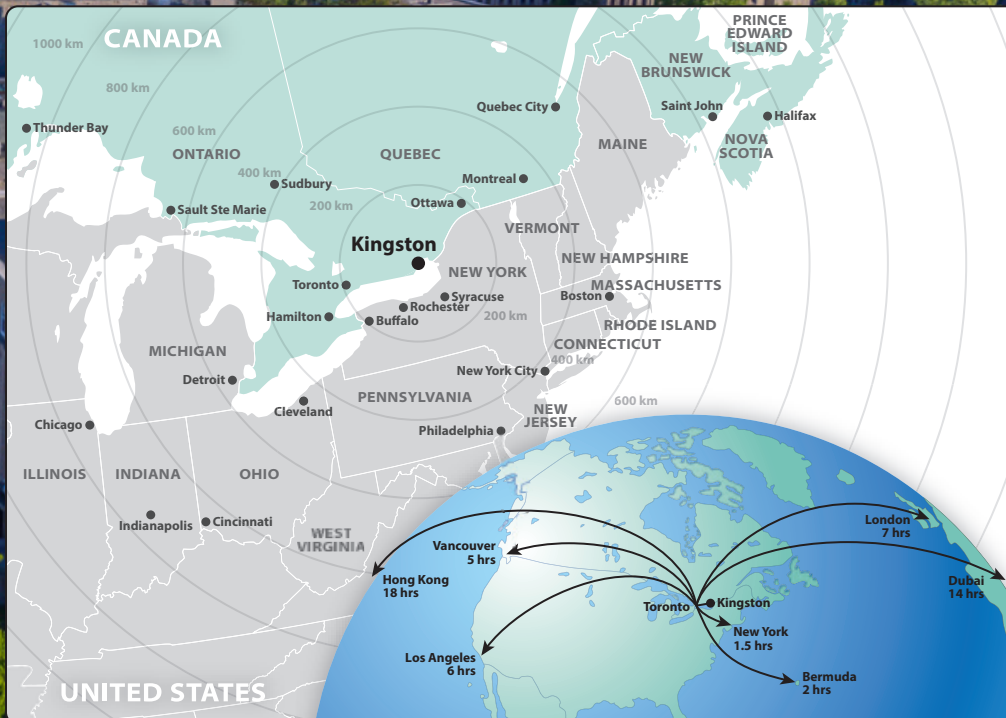 1000 km
CANADA
PRINCE
EDWARD
ISLAND
NEW
BRUNSWICK
800 km
Quebec City
Saint John
Halifax
Thunder Bay
600 km
ONTARIO
QUEBEC
MAINE
NOVA
SCOTIA
400 km
Sudbury
Montreal
200 km
Ottawa
Sault Ste Marie
VERMONT
Kingston
NEW HAMPSHIRE
NEW YORK
Toronto
MASSACHUSETTS
Syracuse
Boston
Rochester
Hamilton
Buffalo
200 km
RHODE ISLAND
CONNECTICUT
MICHIGAN
400 km
New York City
Detroit
PENNSYLVANIA
600 km
Cleveland
NEW
JERSEY
Chicago
Philadelphia
ILLINOIS
INDIANA
OHIO
Indianapolis
Cincinnati
WEST
VIRGINIA
London
7 hrs
Vancouver
5 hrs
Hong Kong
18 hrs
Dubai
14 hrs
Toronto
Kingston
New York
1.5 hrs
Los Angeles
6 hrs
Bermuda
2 hrs
UNITED STATES